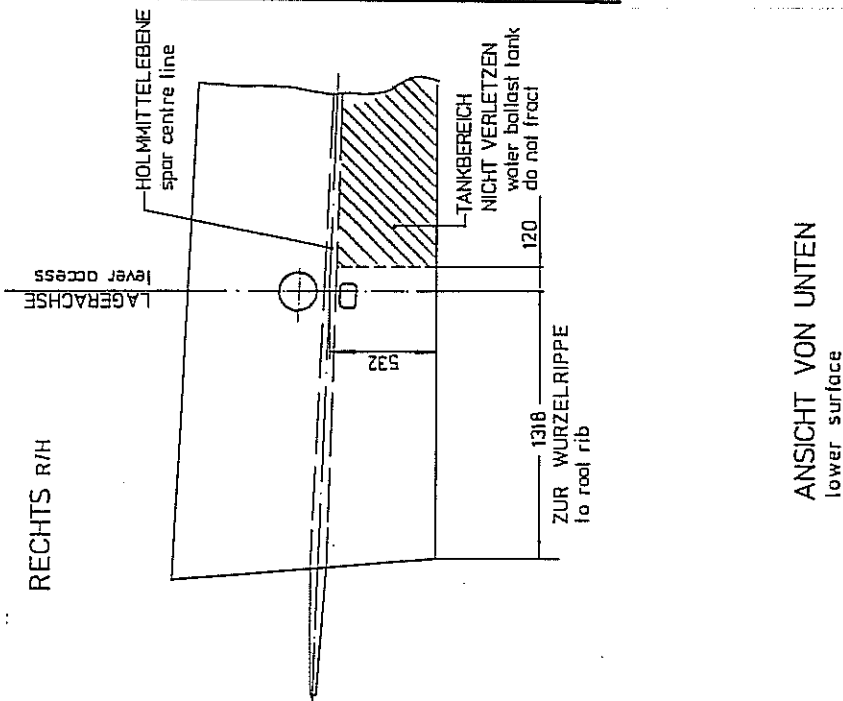 RECHTS R/H
LAGERACHSE
lever access
HOLMMITTELEBENE
spar centre line
TANKBEREICH
NICHT VERLETZEN
water ballast tank
do not fract
532
120
1318
ZUR WURZELRIPPE
to root rib
ANSICHT VON UNTEN
lower surface